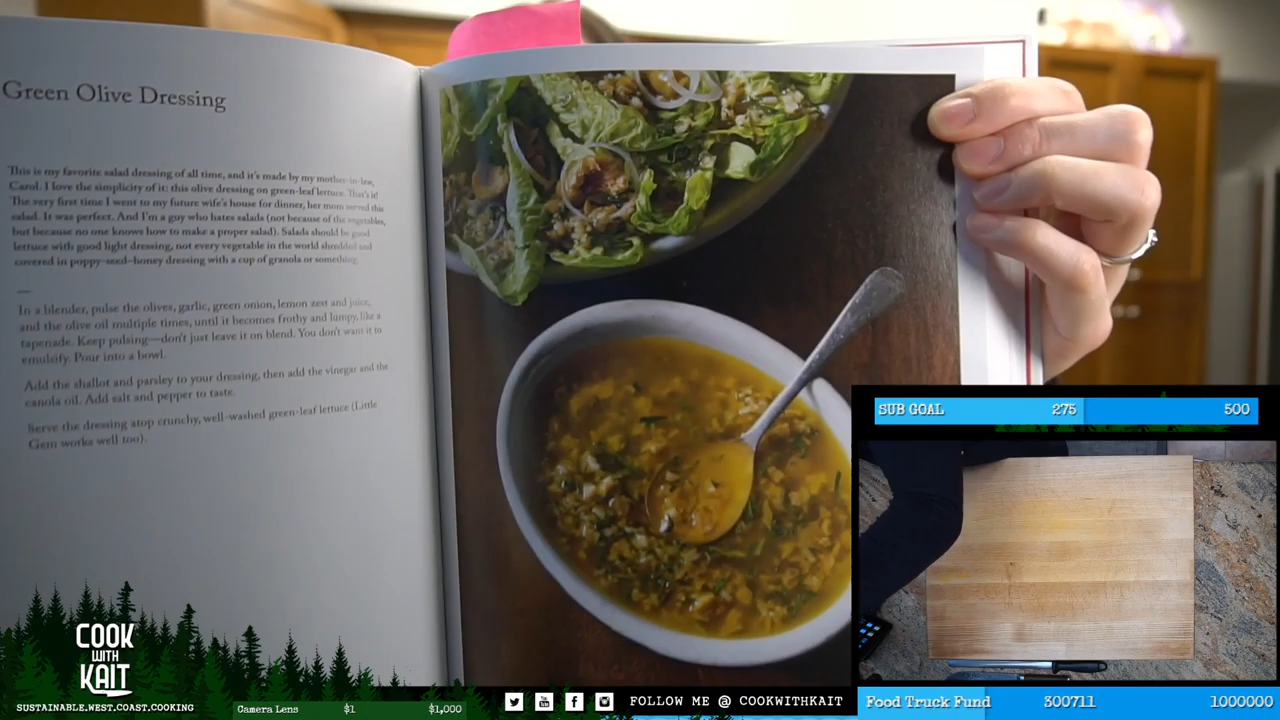 Green Olive Dressing
This is my favorite salad dressing of all time, and it's made by my mother-in-law,
Carol. I love the simplicity of it: this olive dressing on green-leaf lettuce. That's it!
The very first time I went to my future wife's house for dinner, her mom served this
salad. It was perfect. And I'm a guy who hates salads (not because of the vegetables,
but because no one knows how to make a proper salad). Salads should be good
lettuce with good light dressing, not every vegetable in the world shredded and
covered in poppy-seed–honey dressing with a cup of granola or something.
—
In a blender, pulse the olives, garlic, green onion, lemon zest and juice,
and the olive oil multiple times, until it becomes frothy and lumpy, like a
tapenade. Keep pulsing—don't just leave it on blend. You don't want it to
emulsify. Pour into a bowl.
Add the shallot and parsley to your dressing, then add the vinegar and the
canola oil. Add salt and pepper to taste.
Serve the dressing atop crunchy, well-washed green-leaf lettuce (Little
Gem works well too).
SUB GOAL 275 500
COOK
WITH
KAIT
SUSTAINABLE.WEST.COAST.COOKING
Camera Lens $1 $1,000
FOLLOW ME @ COOKWITHKAIT
Food Truck Fund 300711 1000000